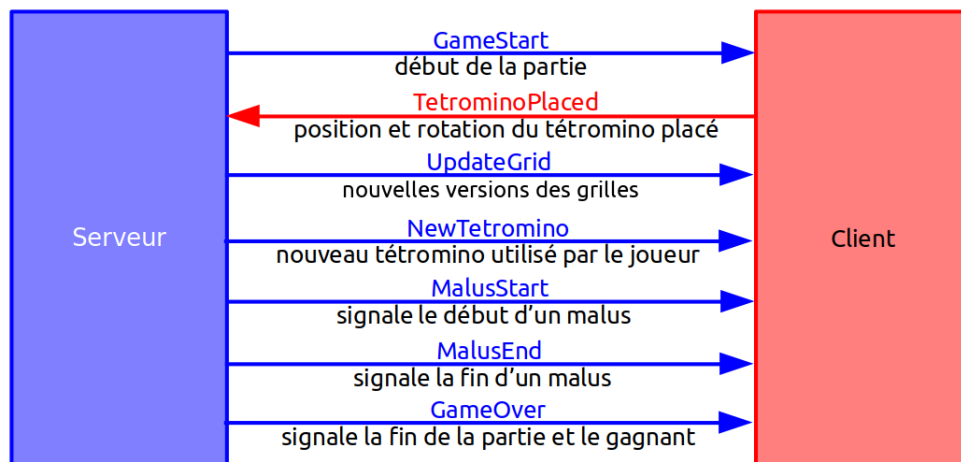 GameStart
début de la partie
TetrominoPlaced
position et rotation du tétromino placé
UpdateGrid
nouvelles versions des grilles
Serveur
NewTetromino
Client
nouveau tétromino utilisé par le joueur
MalusStart
signale le début d’un malus
MalusEnd
signale la fin d’un malus
GameOver
signale la fin de la partie et le gagnant